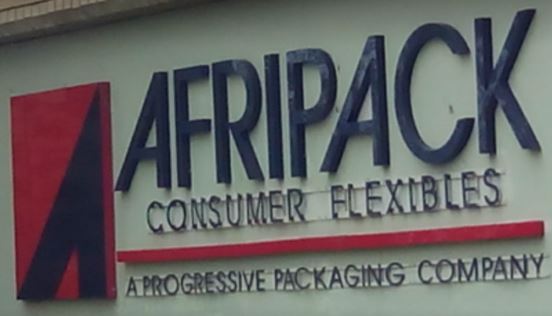 AFRIPACK
CONSUMER FLEXIBLES
A PROGRESSIVE PACKAGING COMPANY